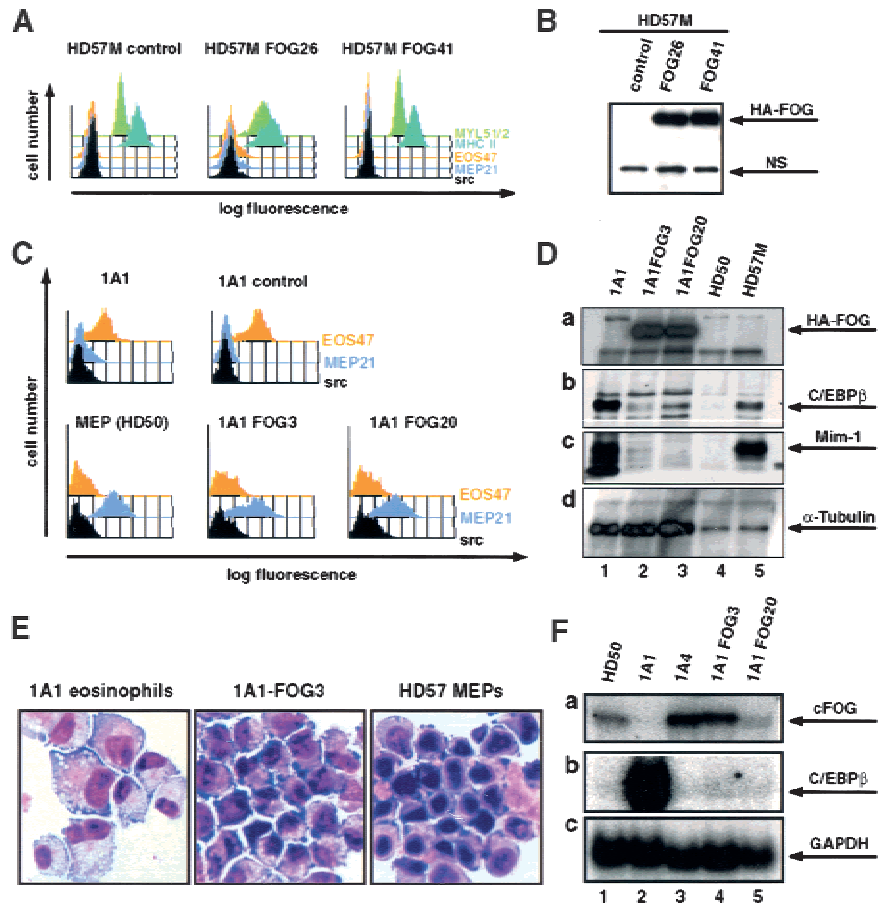 A
HD57M control
HD57M FOG26
HD57M FOG41
cell number
MYL51/2
MHC II
EOS47
MEP21
src
log fluorescence
B
HD57M
control
FOG26
FOG41
HA-FOG
NS
C
1A1
1A1 control
EOS47
MEP21
src
cell number
MEP (HD50)
1A1 FOG3
1A1 FOG20
EOS47
MEP21
src
log fluorescence
D
1A1
1A1FOG3
1A1FOG20
HD50
HD57M
a
HA-FOG
b
C/EBPβ
c
Mim-1
d
α-Tubulin
1 2 3 4 5
E
1A1 eosinophils
1A1-FOG3
HD57 MEPs
F
HD50
1A1
1A4
1A1 FOG3
1A1 FOG20
a
cFOG
b
C/EBPβ
c
GAPDH
1 2 3 4 5